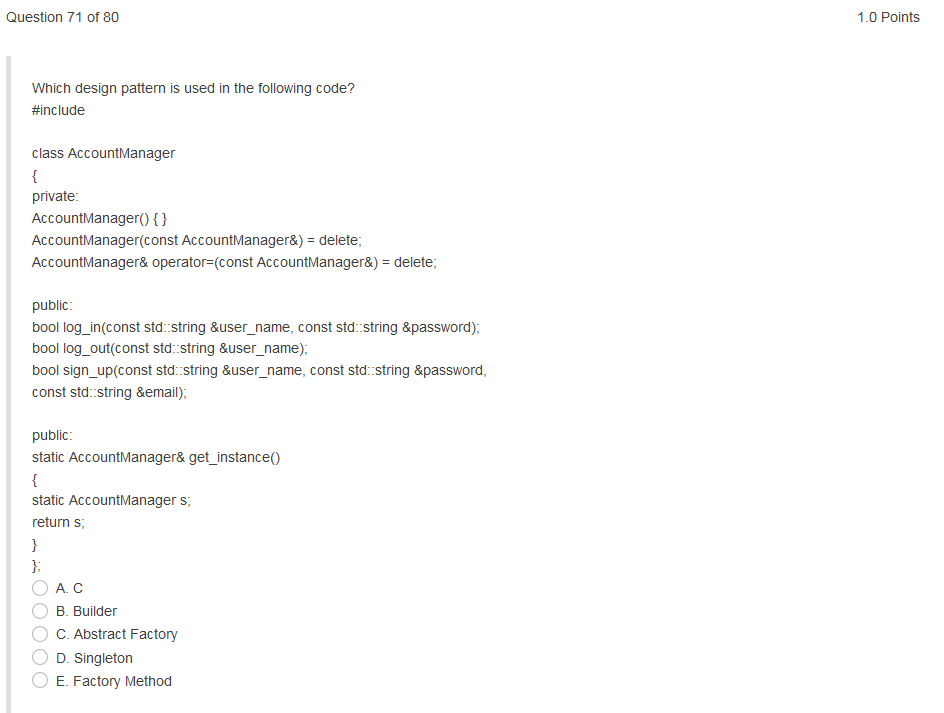 Question 71 of 80
1.0 Points
Which design pattern is used in the following code?
#include
class AccountManager
{
private:
AccountManager() { }
AccountManager(const AccountManager&) = delete;
AccountManager& operator=(const AccountManager&) = delete;
public:
bool log_in(const std::string &user_name, const std::string &password);
bool log_out(const std::string &user_name);
bool sign_up(const std::string &user_name, const std::string &password,
const std::string &email);
public:
static AccountManager& get_instance()
{
static AccountManager s;
return s;
}
};
A. C
B. Builder
C. Abstract Factory
D. Singleton
E. Factory Method